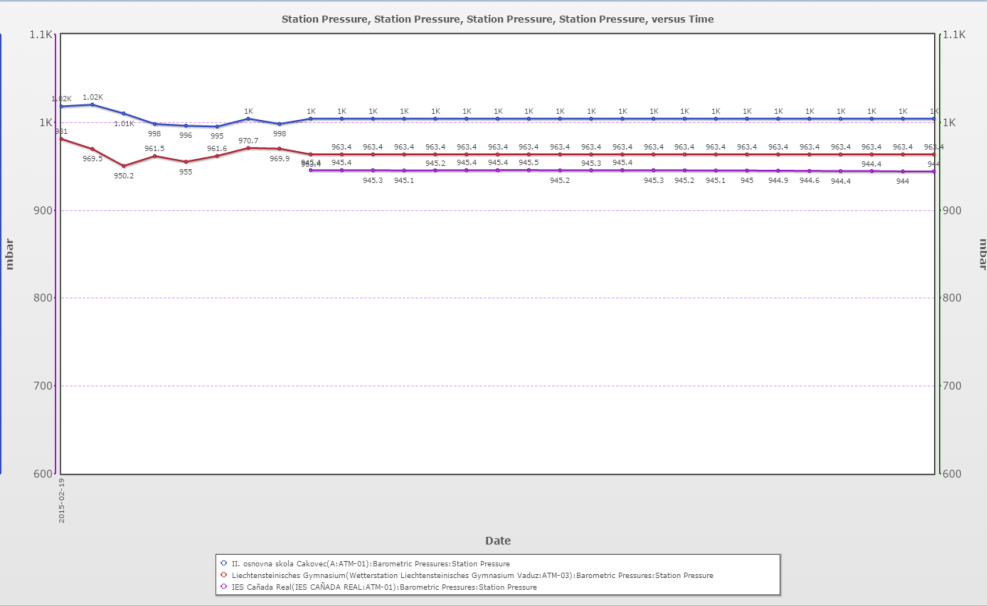 Station Pressure, Station Pressure, Station Pressure, Station Pressure, versus Time
1.1K 1.1K
1.02K 1.02K 1.01K 998 996 995 1K 998 1K 1K 1K 1K 1K 1K 1K 1K 1K 1K 1K 1K 1K 1K 1K 1K 1K 1K 1K 1K 1K
1K 1K
981 969.5 950.2 961.5 955 961.6 970.7 969.9 963.4 963.4 963.4 963.4 963.4 963.4 963.4 963.4 963.4 963.4 963.4 963.4 963.4 963.4 963.4 963.4 963.4 963.4 963.4 963.4
945.4 945.4 945.3 945.1 945.2 945.4 945.4 945.5 945.2 945.3 945.4 945.3 945.2 945.1 945 944.9 944.6 944.4 944.4 944 944
900 900
mbar mbar
800 800
700 700
600 600
2015-02-19
Date
II. osnovna skola Cakovec(A:ATM-01):Barometric Pressures:Station Pressure
Liechtensteinisches Gymnasium(Wetterstation Liechtensteinisches Gymnasium Vaduz:ATM-03):Barometric Pressures:Station Pressure
IES Cañada Real(IES CAÑADA REAL:ATM-01):Barometric Pressures:Station Pressure